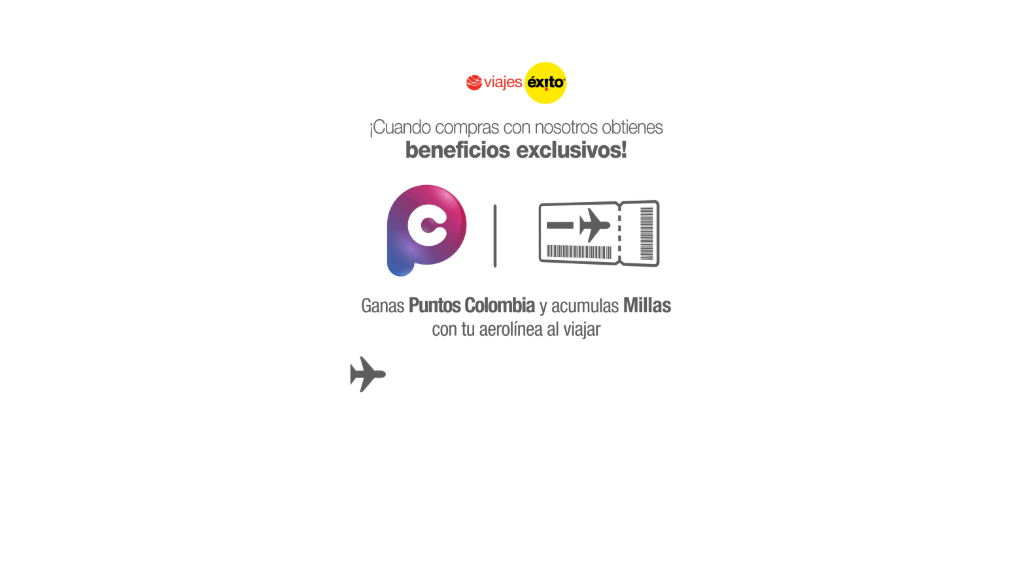 viajes éxito
¡Cuando compras con nosotros obtienes
beneficios exclusivos!
Ganas Puntos Colombia y acumulas Millas
con tu aerolínea al viajar